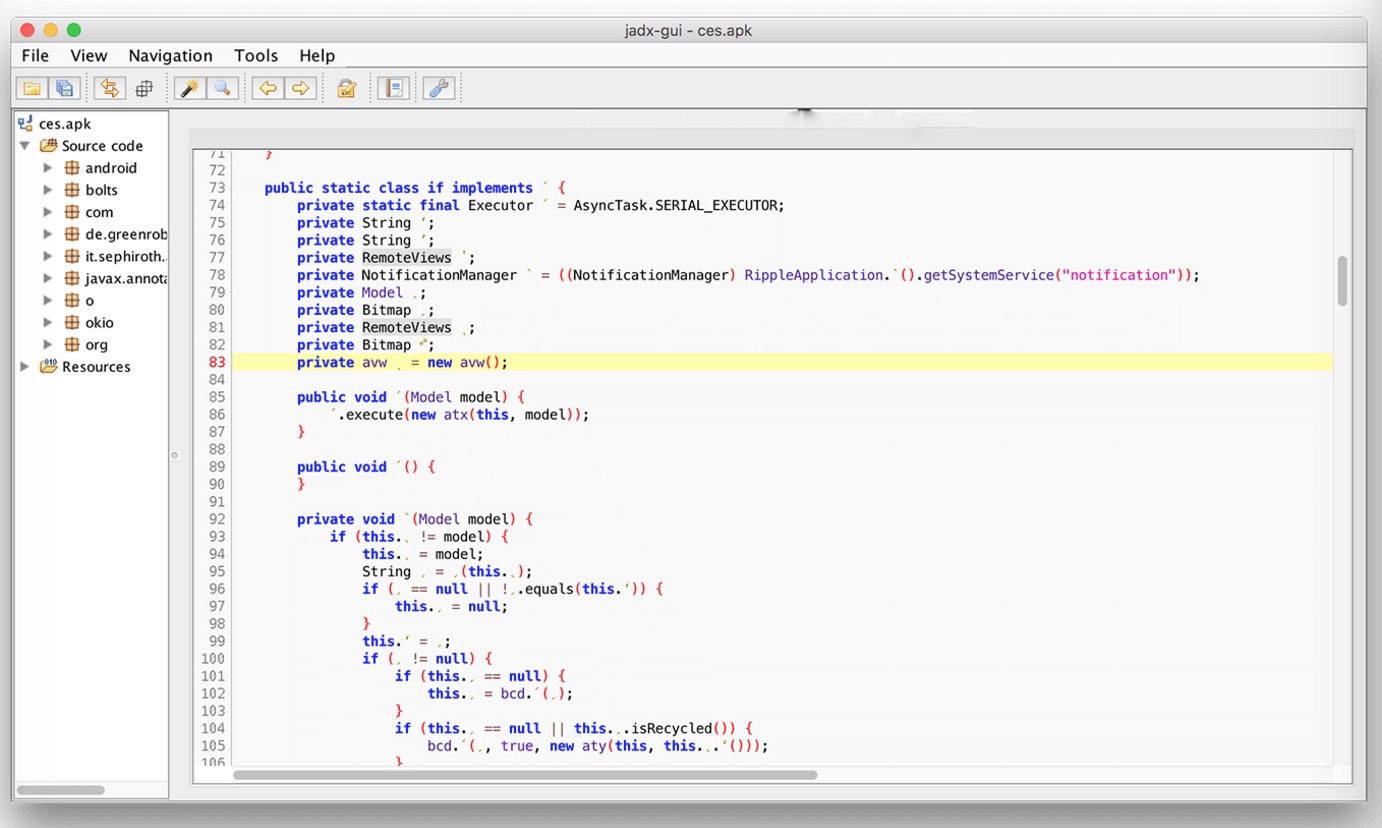 jadx-gui - ces.apk
File View Navigation Tools Help
ces.apk
Source code
android
bolts
com
de.greenrob
it.sephiroth.
javax.annota
o
okio
org
Resources
71 }
72
73 public static class if implements ´ {
74 private static final Executor ´ = AsyncTask.SERIAL_EXECUTOR;
75 private String ʻ;
76 private String ʼ;
77 private RemoteViews ʽ;
78 private NotificationManager ˋ = ((NotificationManager) RippleApplication.ˋ().getSystemService("notification"));
79 private Model ˎ;
80 private Bitmap ˏ;
81 private RemoteViews ͺ;
82 private Bitmap ᐝ;
83 private avw ι = new avw();
84
85 public void ´(Model model) {
86 ´.execute(new atx(this, model));
87 }
88
89 public void ´() {
90 }
91
92 private void ˋ(Model model) {
93 if (this.ˎ != model) {
94 this.ˎ = model;
95 String ˏ = ˏ(this.ˎ);
96 if (ˏ == null || !ˏ.equals(this.ʻ)) {
97 this.ˏ = null;
98 }
99 this.ʻ = ˏ;
100 if (ˏ != null) {
101 if (this.ˏ == null) {
102 this.ˏ = bcd.´(ˏ);
103 }
104 if (this.ˏ == null || this.ˏ.isRecycled()) {
105 bcd.´(ˏ, true, new aty(this, this.ˎ.ʻ()));
106 }